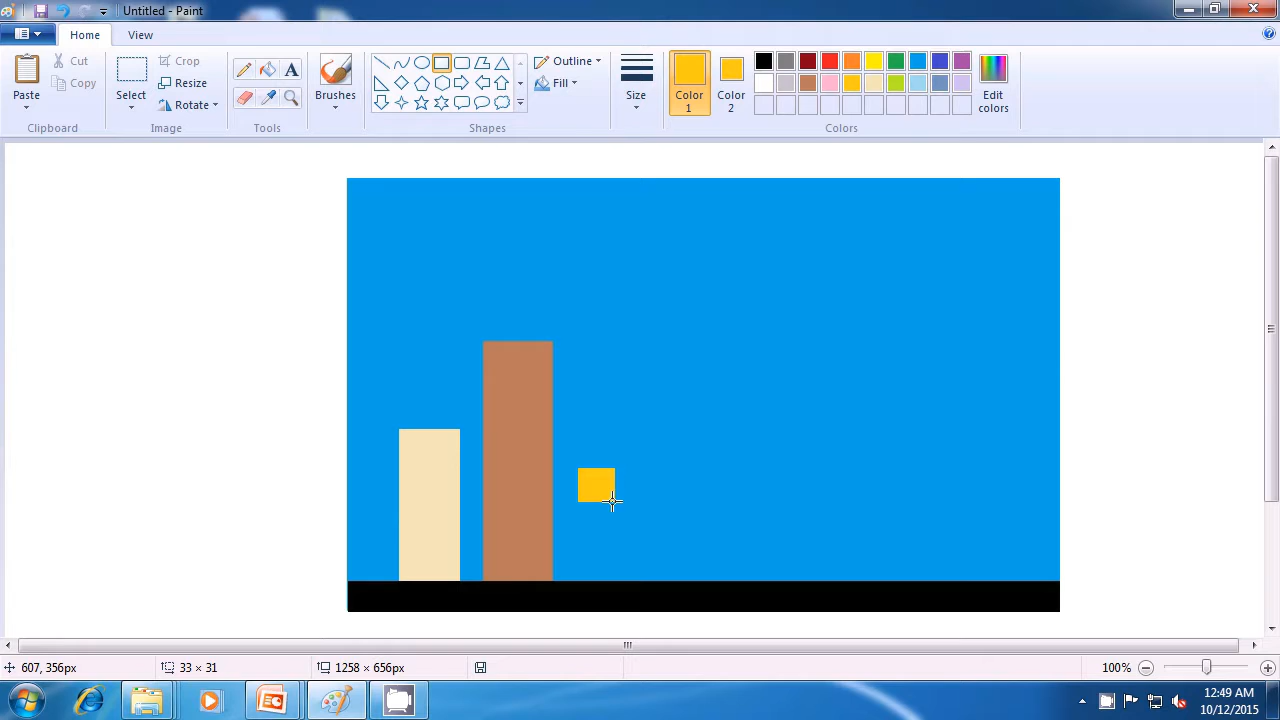 Untitled - Paint
Home
View
Paste
Cut
Copy
Clipboard
Select
Crop
Resize
Rotate
Image
A
Tools
Brushes
Outline
Fill
Shapes
Size
Color
1
Color
2
Edit
colors
Colors
607, 356px
33 × 31
1258 × 656px
100%
12:49 AM
10/12/2015